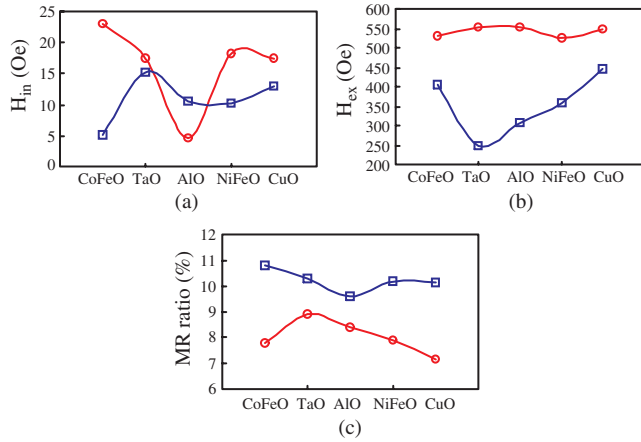 25
20
15
10
5
0
H_in (Oe)
CoFeO TaO AlO NiFeO CuO
(a)
600
550
500
450
400
350
300
250
200
H_ex (Oe)
CoFeO TaO AlO NiFeO CuO
(b)
12
11
10
9
8
7
6
MR ratio (%)
CoFeO TaO AlO NiFeO CuO
(c)